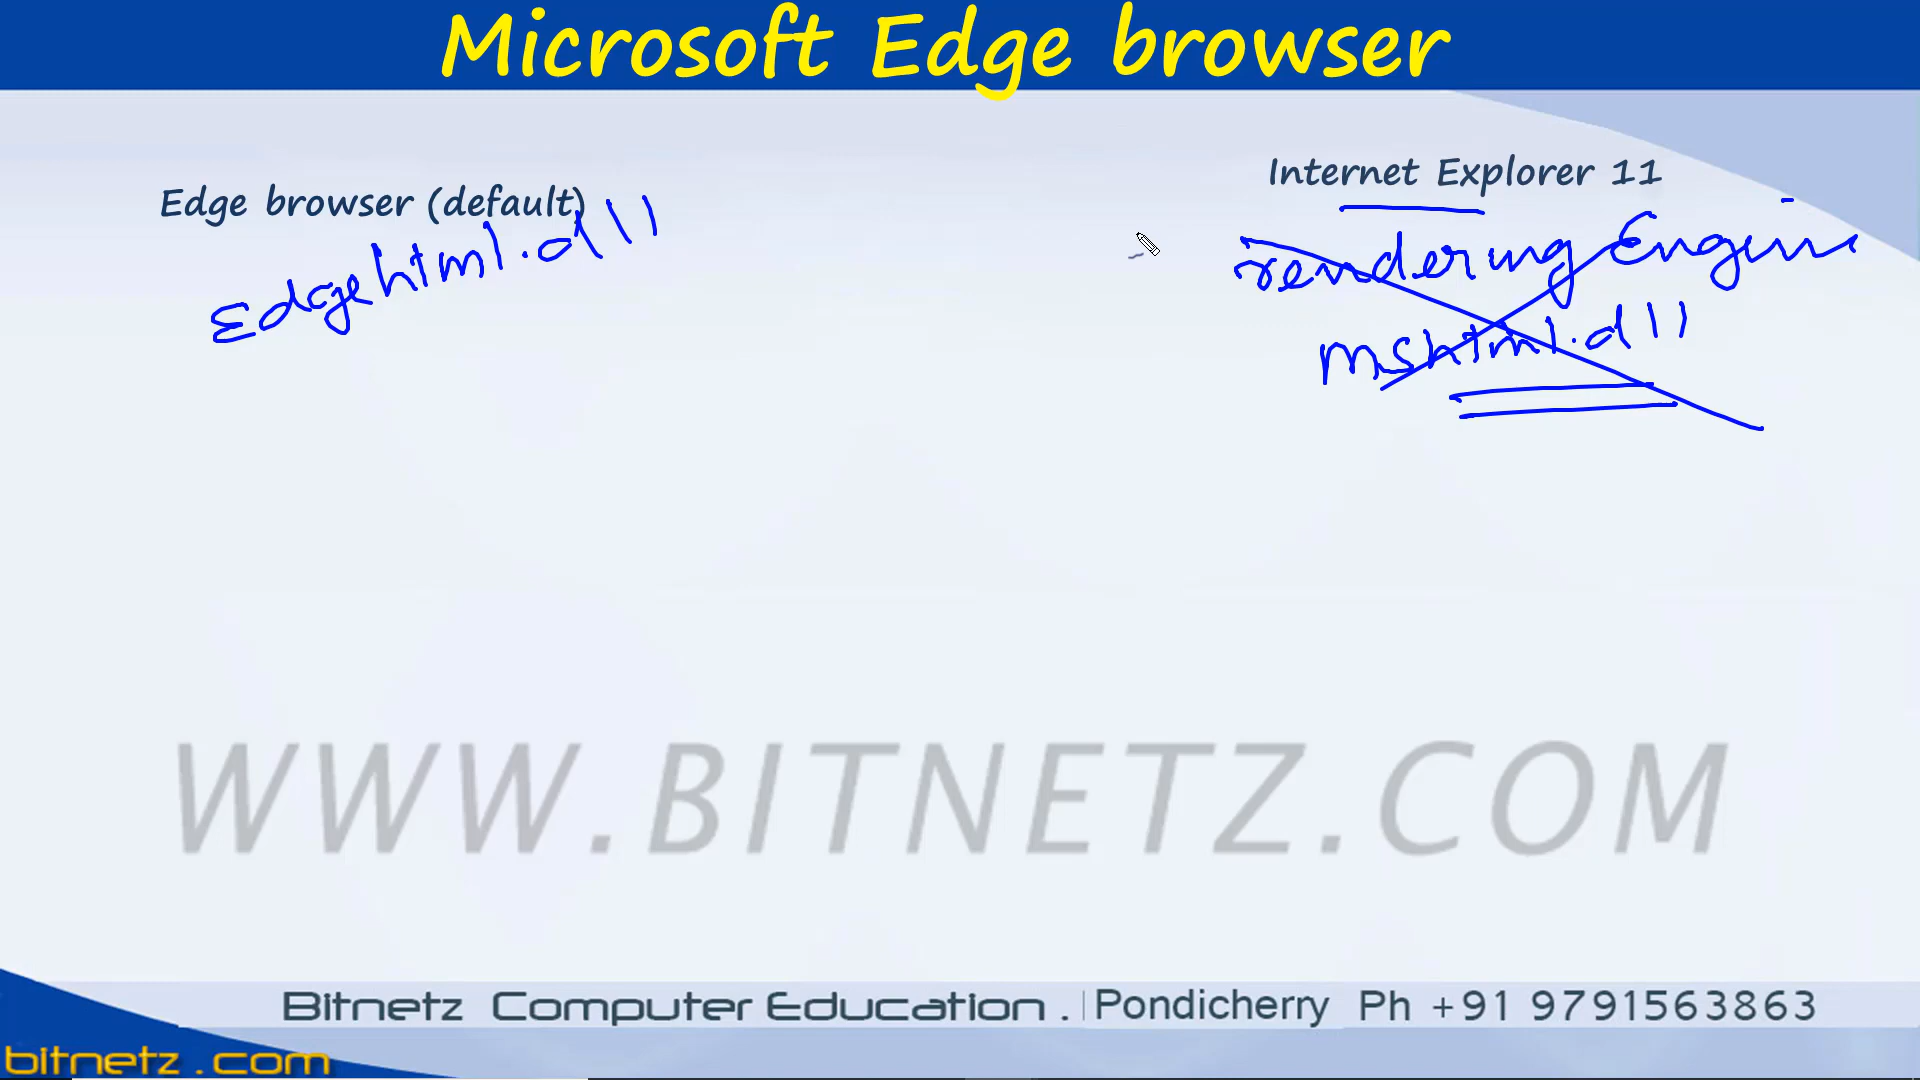 Microsoft Edge browser
Internet Explorer 11
Edge browser (default)
Edgehtml.dll
rendering Engine
mshtml.dll
WWW.BITNETZ.COM
Bitnetz Computer Education . | Pondicherry Ph +91 9791563863
bitnetz .com